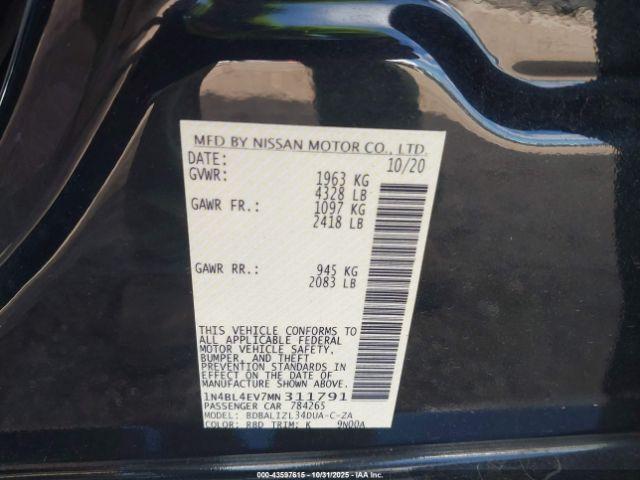 MFD BY NISSAN MOTOR CO., LTD.
DATE: 10/20
GVWR: 1963 KG
4328 LB
GAWR FR.: 1097 KG
2418 LB
GAWR RR.: 945 KG
2083 LB
THIS VEHICLE CONFORMS TO
ALL APPLICABLE FEDERAL
MOTOR VEHICLE SAFETY,
BUMPER, AND THEFT
PREVENTION STANDARDS IN
EFFECT ON THE DATE OF
MANUFACTURE SHOWN ABOVE.
1N4BL4EV7MN 311791
PASSENGER CAR 784265
MODEL: BDBALIZL34DUA-C-ZA
COLOR: RBD TRIM: K 9N00A
000-43597615 - 10/31/2025 - COPYRIGHT IAA